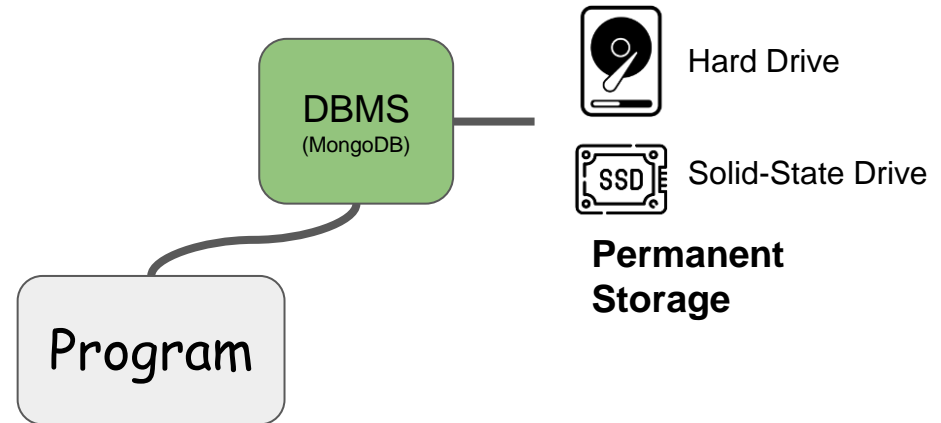 DBMS
(MongoDB)
Hard Drive
SSD
Solid-State Drive
Permanent
Storage
Program